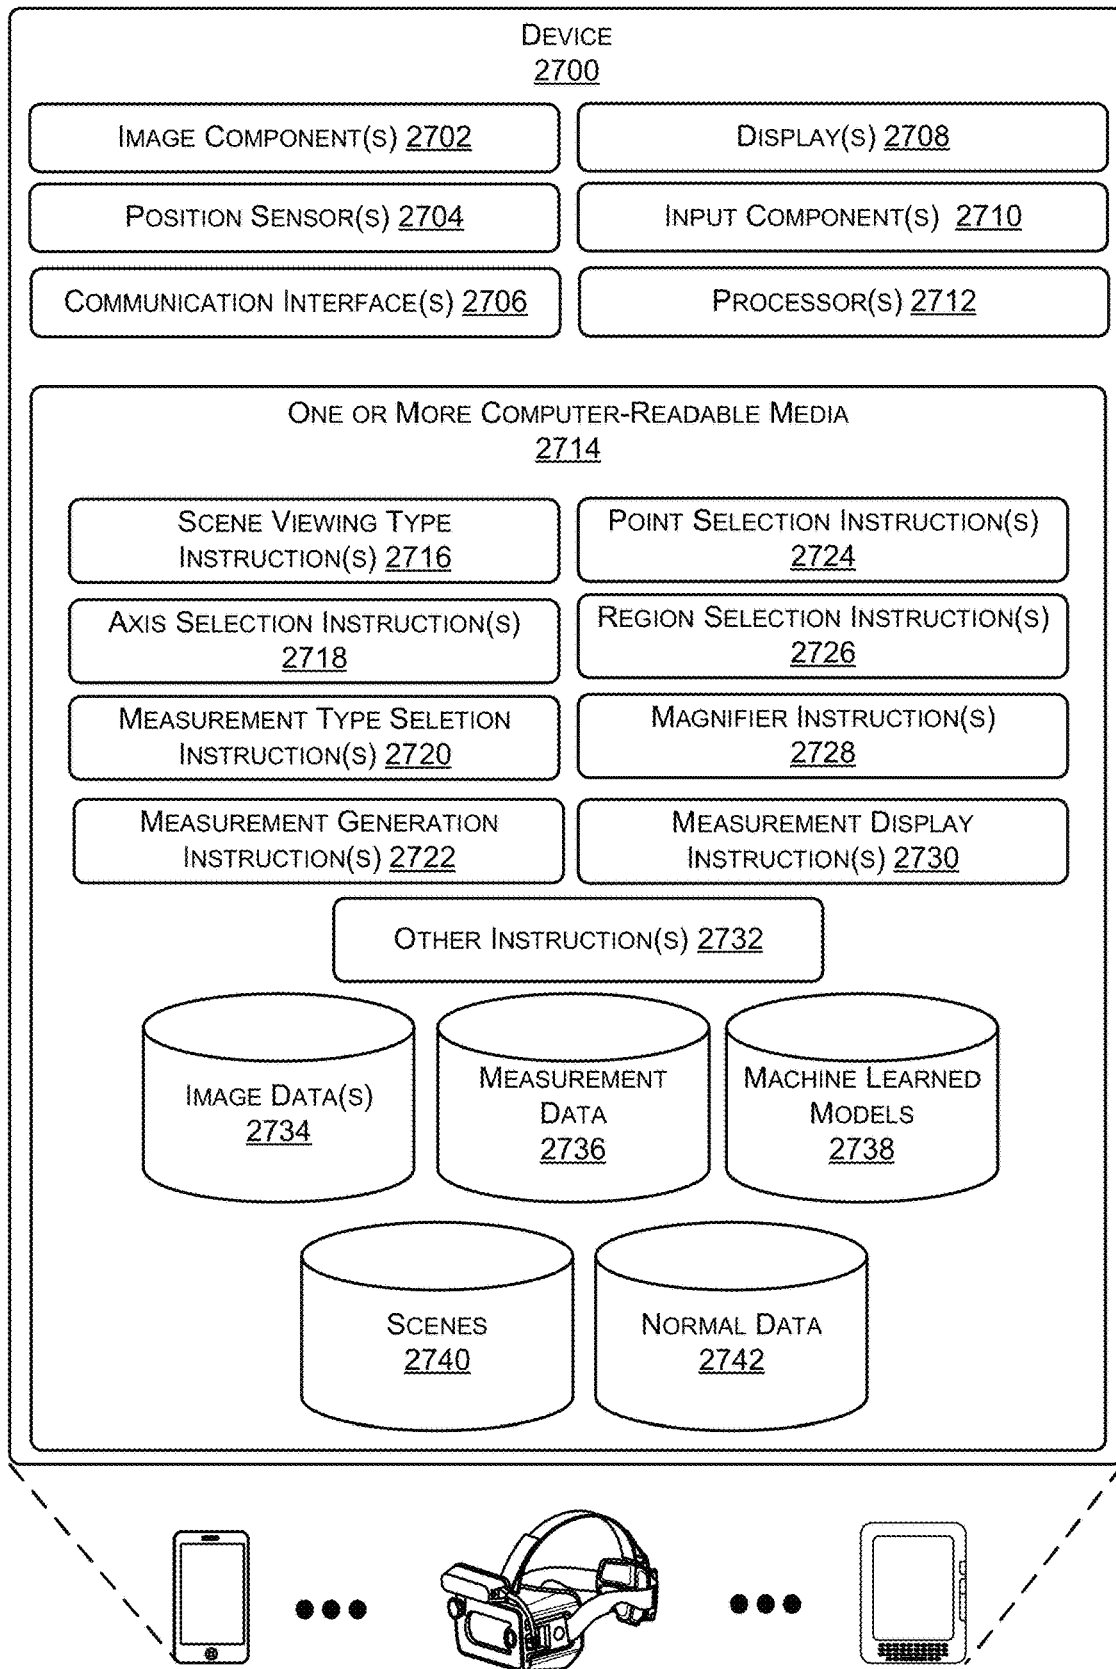 DEVICE
2700
IMAGE COMPONENT(S) 2702
DISPLAY(S) 2708
POSITION SENSOR(S) 2704
INPUT COMPONENT(S) 2710
COMMUNICATION INTERFACE(S) 2706
PROCESSOR(S) 2712
ONE OR MORE COMPUTER-READABLE MEDIA
2714
SCENE VIEWING TYPE
INSTRUCTION(S) 2716
POINT SELECTION INSTRUCTION(S)
2724
AXIS SELECTION INSTRUCTION(S)
2718
REGION SELECTION INSTRUCTION(S)
2726
MEASUREMENT TYPE SELETION
INSTRUCTION(S) 2720
MAGNIFIER INSTRUCTION(S)
2728
MEASUREMENT GENERATION
INSTRUCTION(S) 2722
MEASUREMENT DISPLAY
INSTRUCTION(S) 2730
OTHER INSTRUCTION(S) 2732
IMAGE DATA(S)
2734
MEASUREMENT
DATA
2736
MACHINE LEARNED
MODELS
2738
SCENES
2740
NORMAL DATA
2742